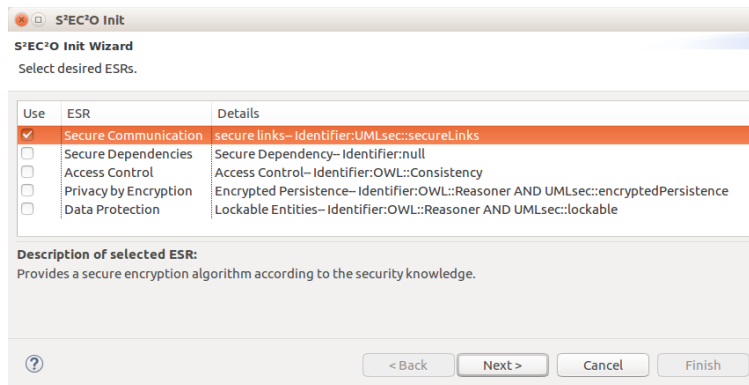 S²EC²O Init
S²EC²O Init Wizard
Select desired ESRs.
Use ESR Details
Secure Communication secure links– Identifier:UMLsec::secureLinks
Secure Dependencies Secure Dependency– Identifier:null
Access Control Access Control– Identifier:OWL::Consistency
Privacy by Encryption Encrypted Persistence– Identifier:OWL::Reasoner AND UMLsec::encryptedPersistence
Data Protection Lockable Entities– Identifier:OWL::Reasoner AND UMLsec::lockable
Description of selected ESR:
Provides a secure encryption algorithm according to the security knowledge.
? < Back Next > Cancel Finish